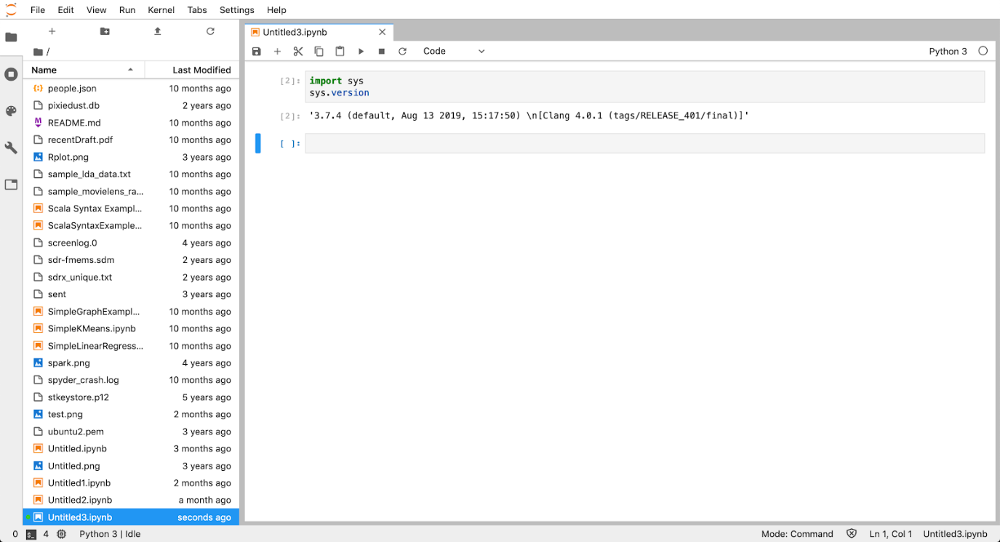 File Edit View Run Kernel Tabs Settings Help
Untitled3.ipynb
/
Code
Python 3
Name Last Modified
people.json 10 months ago
pixiedust.db 2 years ago
README.md 10 months ago
recentDraft.pdf 10 months ago
Rplot.png 3 years ago
sample_lda_data.txt 10 months ago
sample_movielens_ra... 10 months ago
Scala Syntax Exampl... 10 months ago
ScalaSyntaxExample... 10 months ago
screenlog.0 4 years ago
sdr-fmems.sdm 2 years ago
sdrx_unique.txt 2 years ago
sent 3 years ago
SimpleGraphExampl... 10 months ago
SimpleKMeans.ipynb 10 months ago
SimpleLinearRegress... 10 months ago
spark.png 4 years ago
spyder_crash.log 10 months ago
stkeystore.p12 5 years ago
test.png 2 months ago
ubuntu2.pem 3 years ago
Untitled.ipynb 3 months ago
Untitled.png 3 years ago
Untitled1.ipynb 2 months ago
Untitled2.ipynb a month ago
Untitled3.ipynb seconds ago
[2]: import sys
sys.version
[2]: '3.7.4 (default, Aug 13 2019, 15:17:50) \n[Clang 4.0.1 (tags/RELEASE_401/final)]'
[ ]:
0 $_ 4 Python 3 | Idle Mode: Command Ln 1, Col 1 Untitled3.ipynb